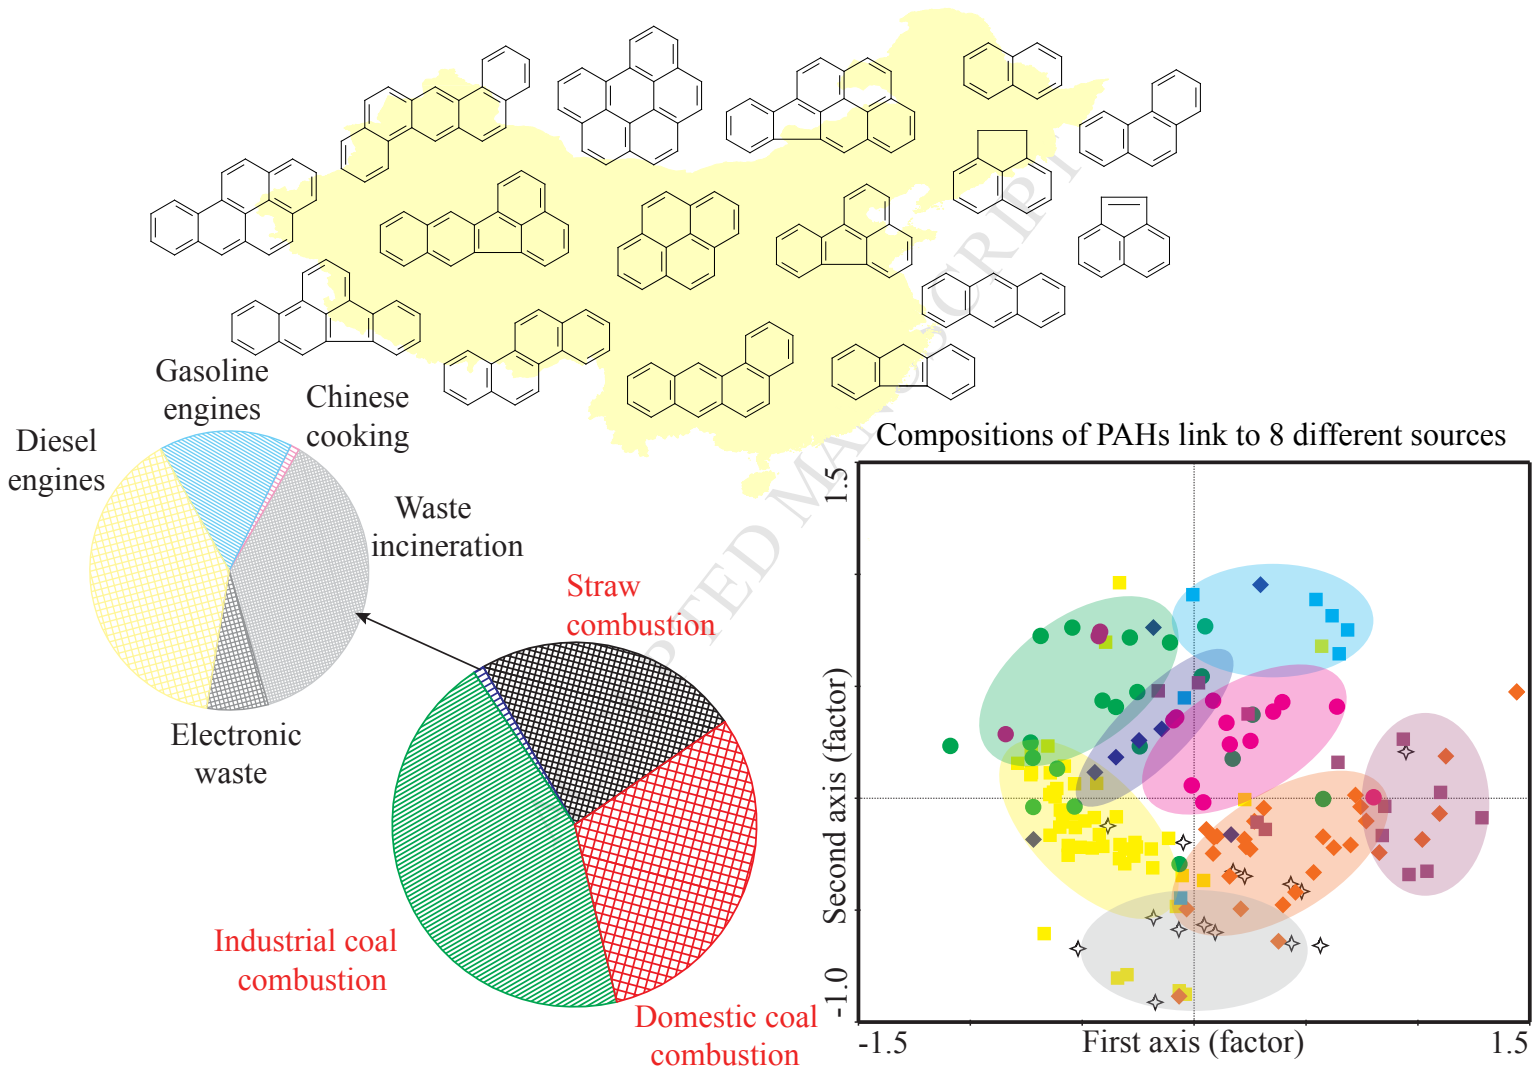 Gasoline
engines
Chinese
cooking
Diesel
engines
Waste
incineration
Electronic
waste
Straw
combustion
Industrial coal
combustion
Domestic coal
combustion
PTED MANUSCRIPT
Compositions of PAHs link to 8 different sources
1.5
Second axis (factor)
-1.0
-1.5
First axis (factor)
1.5